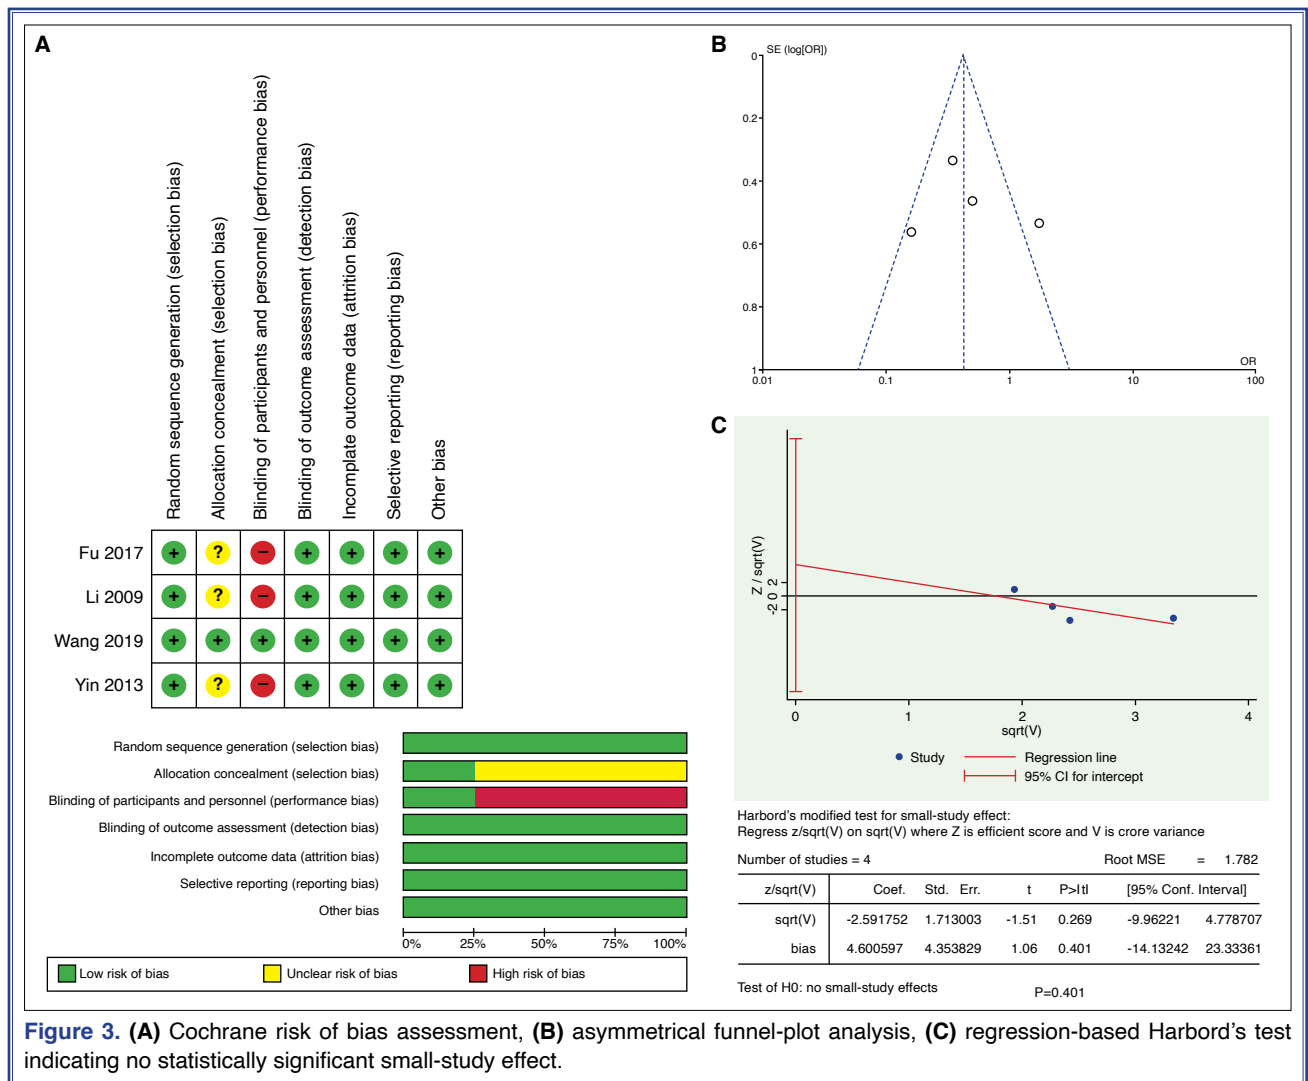 A
Random sequence generation (selection bias)
Allocation concealment (selection bias)
Blinding of participants and personnel (performance bias)
Blinding of outcome assessment (detection bias)
Incomplate outcome data (attrition bias)
Selective reporting (reporting bias)
Other bias
Fu 2017 + ? − + + + +
Li 2009 + ? − + + + +
Wang 2019 + + + + + + +
Yin 2013 + ? − + + + +
Random sequence generation (selection bias)
Allocation concealment (selection bias)
Blinding of participants and personnel (performance bias)
Blinding of outcome assessment (detection bias)
Incomplate outcome data (attrition bias)
Selective reporting (reporting bias)
Other bias
0% 25% 50% 75% 100%
Low risk of bias Unclear risk of bias High risk of bias
B
SE (log[OR])
0
0.2
0.4
0.6
0.8
1
OR
0.01 0.1 1 10 100
C
Z / sqrt(V)
2
0
-2
0 1 2 3 4
sqrt(V)
Study Regression line
95% CI for intercept
Harbord's modified test for small-study effect:
Regress z/sqrt(V) on sqrt(V) where Z is efficient score and V is crore variance
Number of studies = 4 Root MSE = 1.782
z/sqrt(V) Coef. Std. Err. t P>ItI [95% Conf. Interval]
sqrt(V) -2.591752 1.713003 -1.51 0.269 -9.96221 4.778707
bias 4.600597 4.353829 1.06 0.401 -14.13242 23.33361
Test of H0: no small-study effects P=0.401
Figure 3. (A) Cochrane risk of bias assessment, (B) asymmetrical funnel-plot analysis, (C) regression-based Harbord's test
indicating no statistically significant small-study effect.